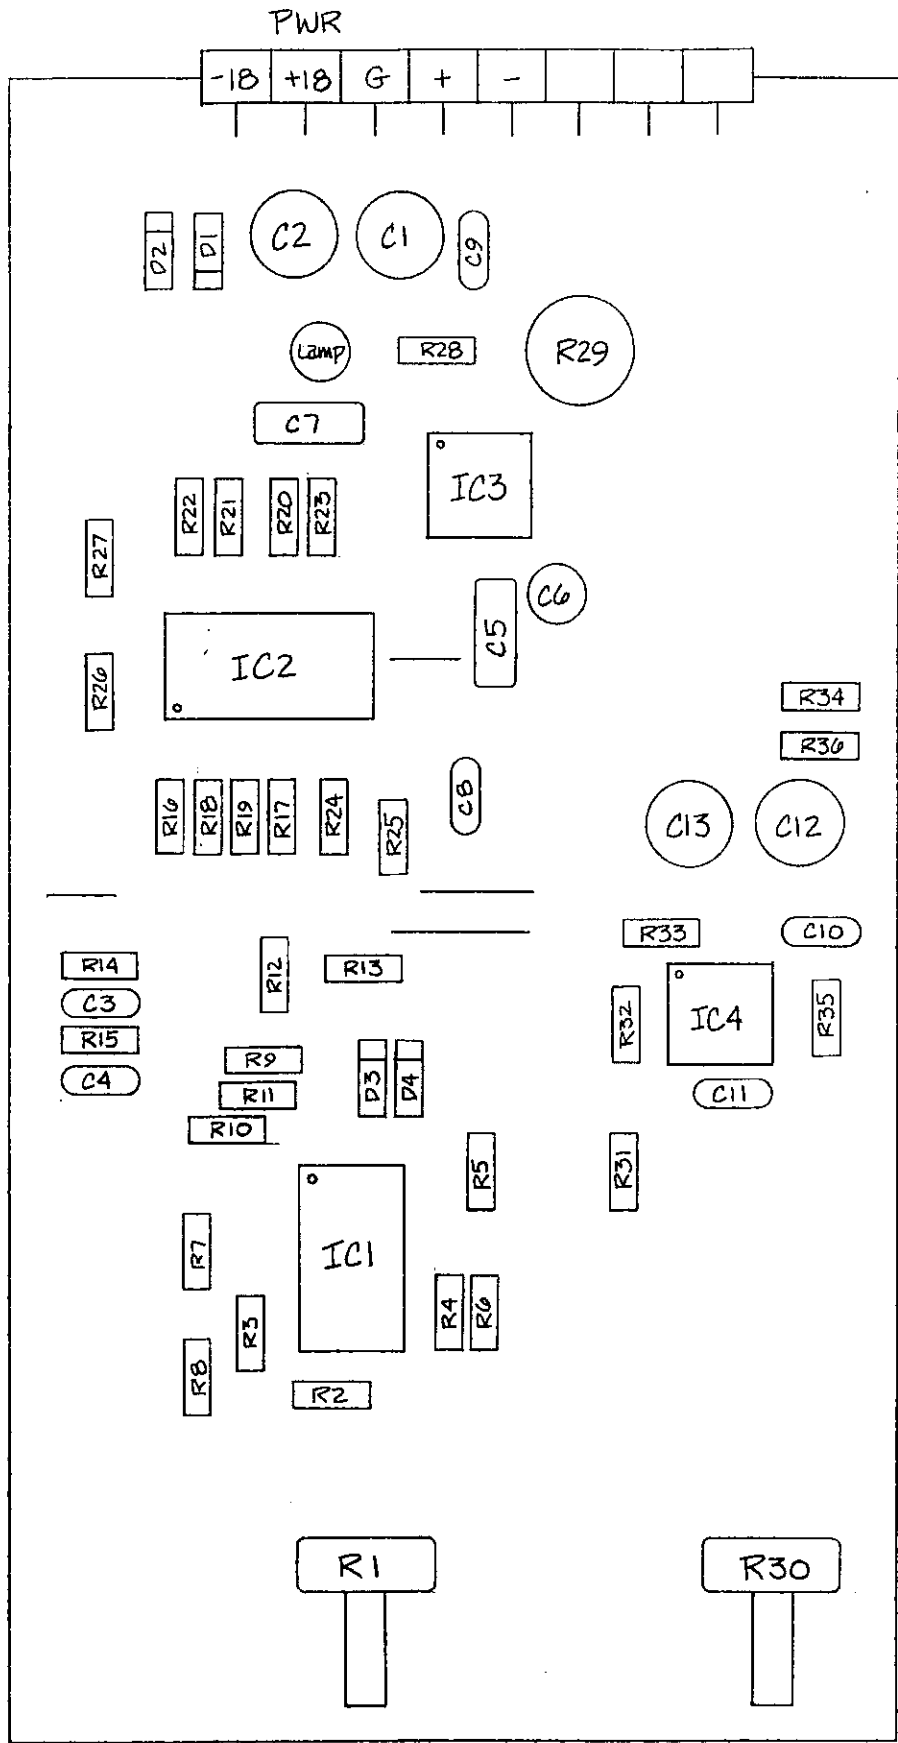 PWR
-18 +18 G + -
D2 D1 C2 C1 C9
Lamp R28 R29
C7
IC3
R22 R21 R20 R23
R27
C6
C5
IC2
R26
R34
R36
R16 R18 R19 R17 R24 R25 C8
C13 C12
R33 C10
R14 R12 R13
C3 R32 IC4 R35
R15
R9
C4 D3 D4
R11 C11
R10
R5 R31
R7 IC1
R3 R4 R6
R8 R2
R1 R30